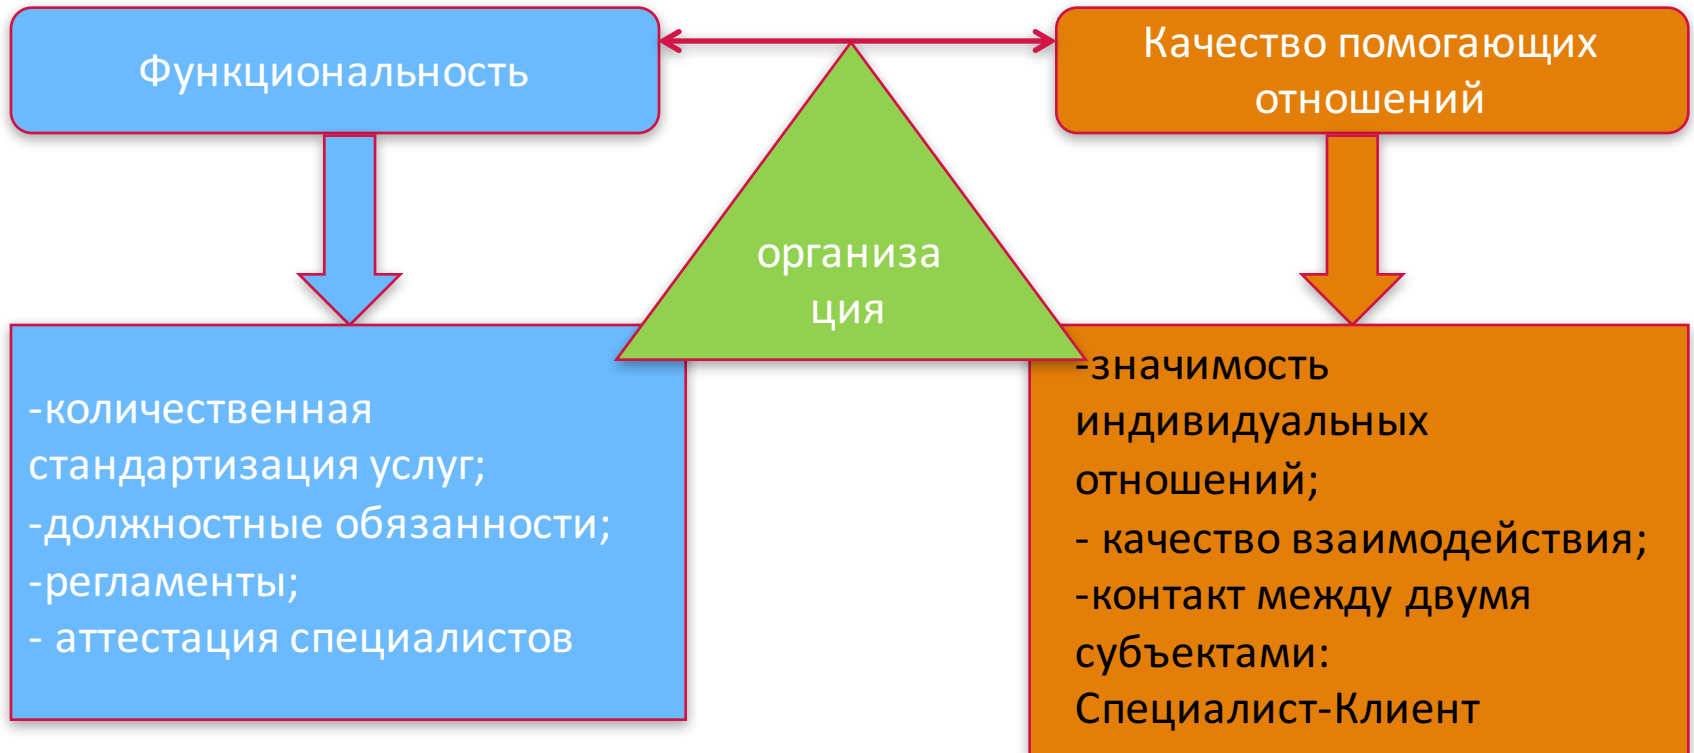 Функциональность
Качество помогающих
отношений
организа
ция
-количественная
стандартизация услуг;
-должностные обязанности;
-регламенты;
- аттестация специалистов
-значимость
индивидуальных
отношений;
- качество взаимодействия;
-контакт между двумя
субъектами:
Специалист-Клиент